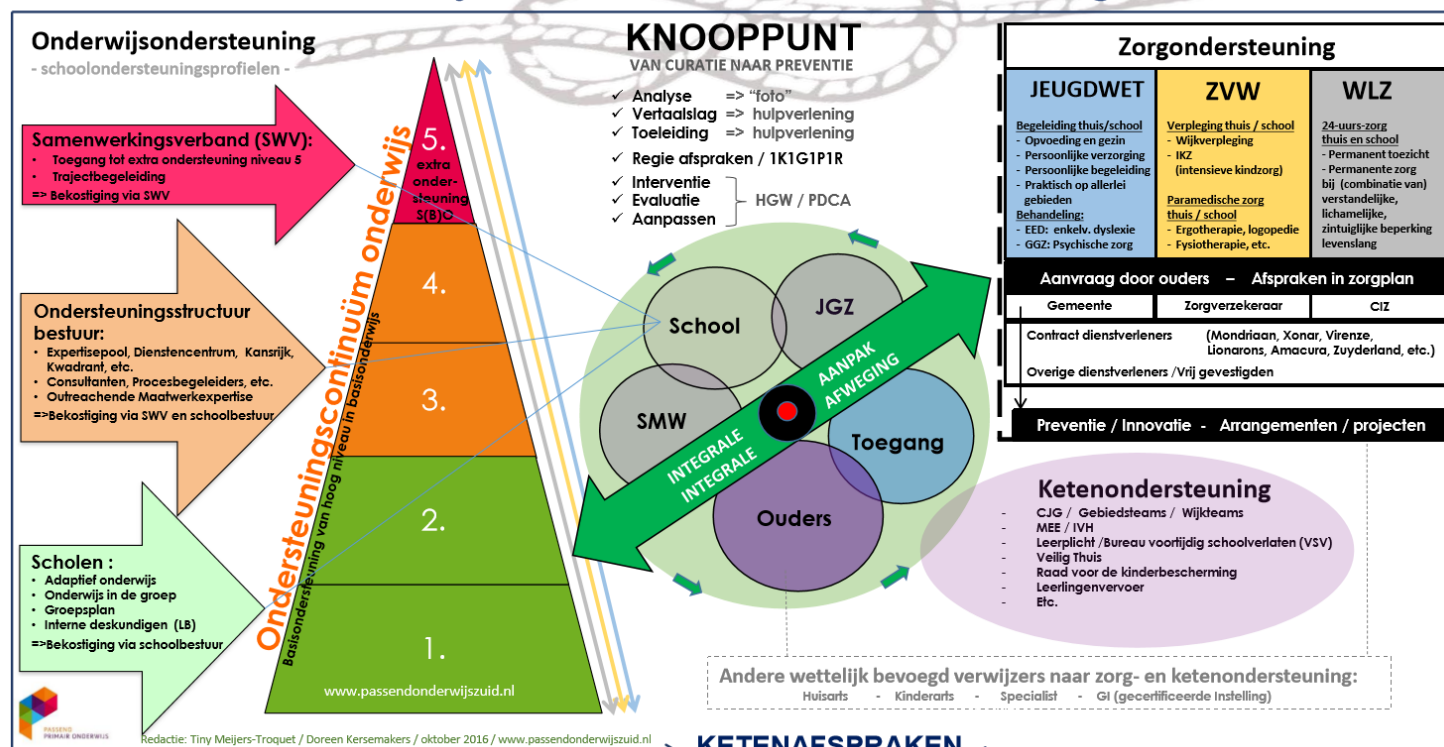 Onderwijsondersteuning
- schoolondersteuningsprofielen -
Samenwerkingsverband (SWV):
• Toegang tot extra ondersteuning niveau 5
• Trajectbegeleiding
=> Bekostiging via SWV
Ondersteuningsstructuur
bestuur:
• Expertisepool, Dienstencentrum, Kansrijk,
Kwadrant, etc.
• Consultanten, Procesbegeleiders, etc.
• Outreachende Maatwerkexpertise
=>Bekostiging via SWV en schoolbestuur
Scholen :
• Adaptief onderwijs
• Onderwijs in de groep
• Groepsplan
• Interne deskundigen (LB)
=>Bekostiging via schoolbestuur
Ondersteuningscontinuüm onderwijs
Basisondersteuning van hoog niveau in basisonderwijs
5.
extra
onder-
steuning
S(B)O
4.
3.
2.
1.
www.passendonderwijszuid.nl
KNOOPPUNT
VAN CURATIE NAAR PREVENTIE
✓ Analyse => “foto”
✓ Vertaalslag => hulpverlening
✓ Toeleiding => hulpverlening
✓ Regie afspraken / 1K1G1P1R
✓ Interventie
✓ Evaluatie
✓ Aanpassen
HGW / PDCA
School
JGZ
SMW
Toegang
Ouders
AANPAK
AFWEGING
INTEGRALE
INTEGRALE
Zorgondersteuning
JEUGDWET
Begeleiding thuis/school
- Opvoeding en gezin
- Persoonlijke verzorging
- Persoonlijke begeleiding
- Praktisch op allerlei
gebieden
Behandeling:
- EED: enkelv. dyslexie
- GGZ: Psychische zorg
ZVW
Verpleging thuis / school
- Wijkverpleging
- IKZ
(intensieve kindzorg)
Paramedische zorg
thuis / school
- Ergotherapie, logopedie
- Fysiotherapie, etc.
WLZ
24-uurs-zorg
thuis en school
- Permanent toezicht
- Permanente zorg
bij (combinatie van)
verstandelijke,
lichamelijke,
zintuiglijke beperking
levenslang
Aanvraag door ouders – Afspraken in zorgplan
Gemeente
Zorgverzekeraar
CIZ
Contract dienstverleners (Mondriaan, Xonar, Virenze,
Lionarons, Amacura, Zuyderland, etc.)
Overige dienstverleners /Vrij gevestigden
Preventie / Innovatie - Arrangementen / projecten
Ketenondersteuning
- CJG / Gebiedsteams / Wijkteams
- MEE / IVH
- Leerplicht /Bureau voortijdig schoolverlaten (VSV)
- Veilig Thuis
- Raad voor de kinderbescherming
- Leerlingenvervoer
- Etc.
Andere wettelijk bevoegd verwijzers naar zorg- en ketenondersteuning:
Huisarts - Kinderarts - Specialist - GI (gecertificeerde Instelling)
PASSEND
PRIMAIR ONDERWIJS
Redactie: Tiny Meijers-Troquet / Doreen Kersemakers / oktober 2016 / www.passendonderwijszuid.nl
KETENAFSPRAKEN